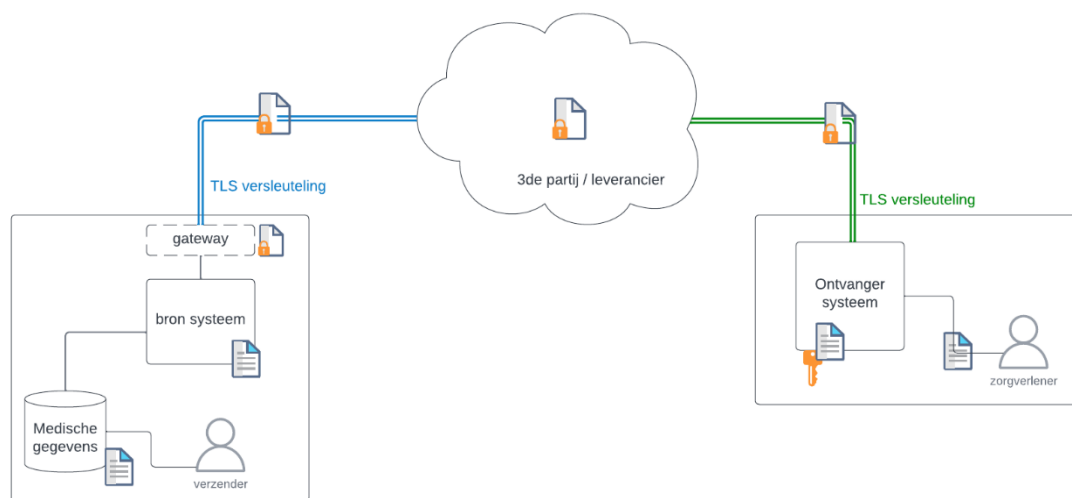 3de partij / leverancier
TLS versleuteling
TLS versleuteling
gateway
bron systeem
Medische
gegevens
verzender
Ontvanger
systeem
zorgverlener